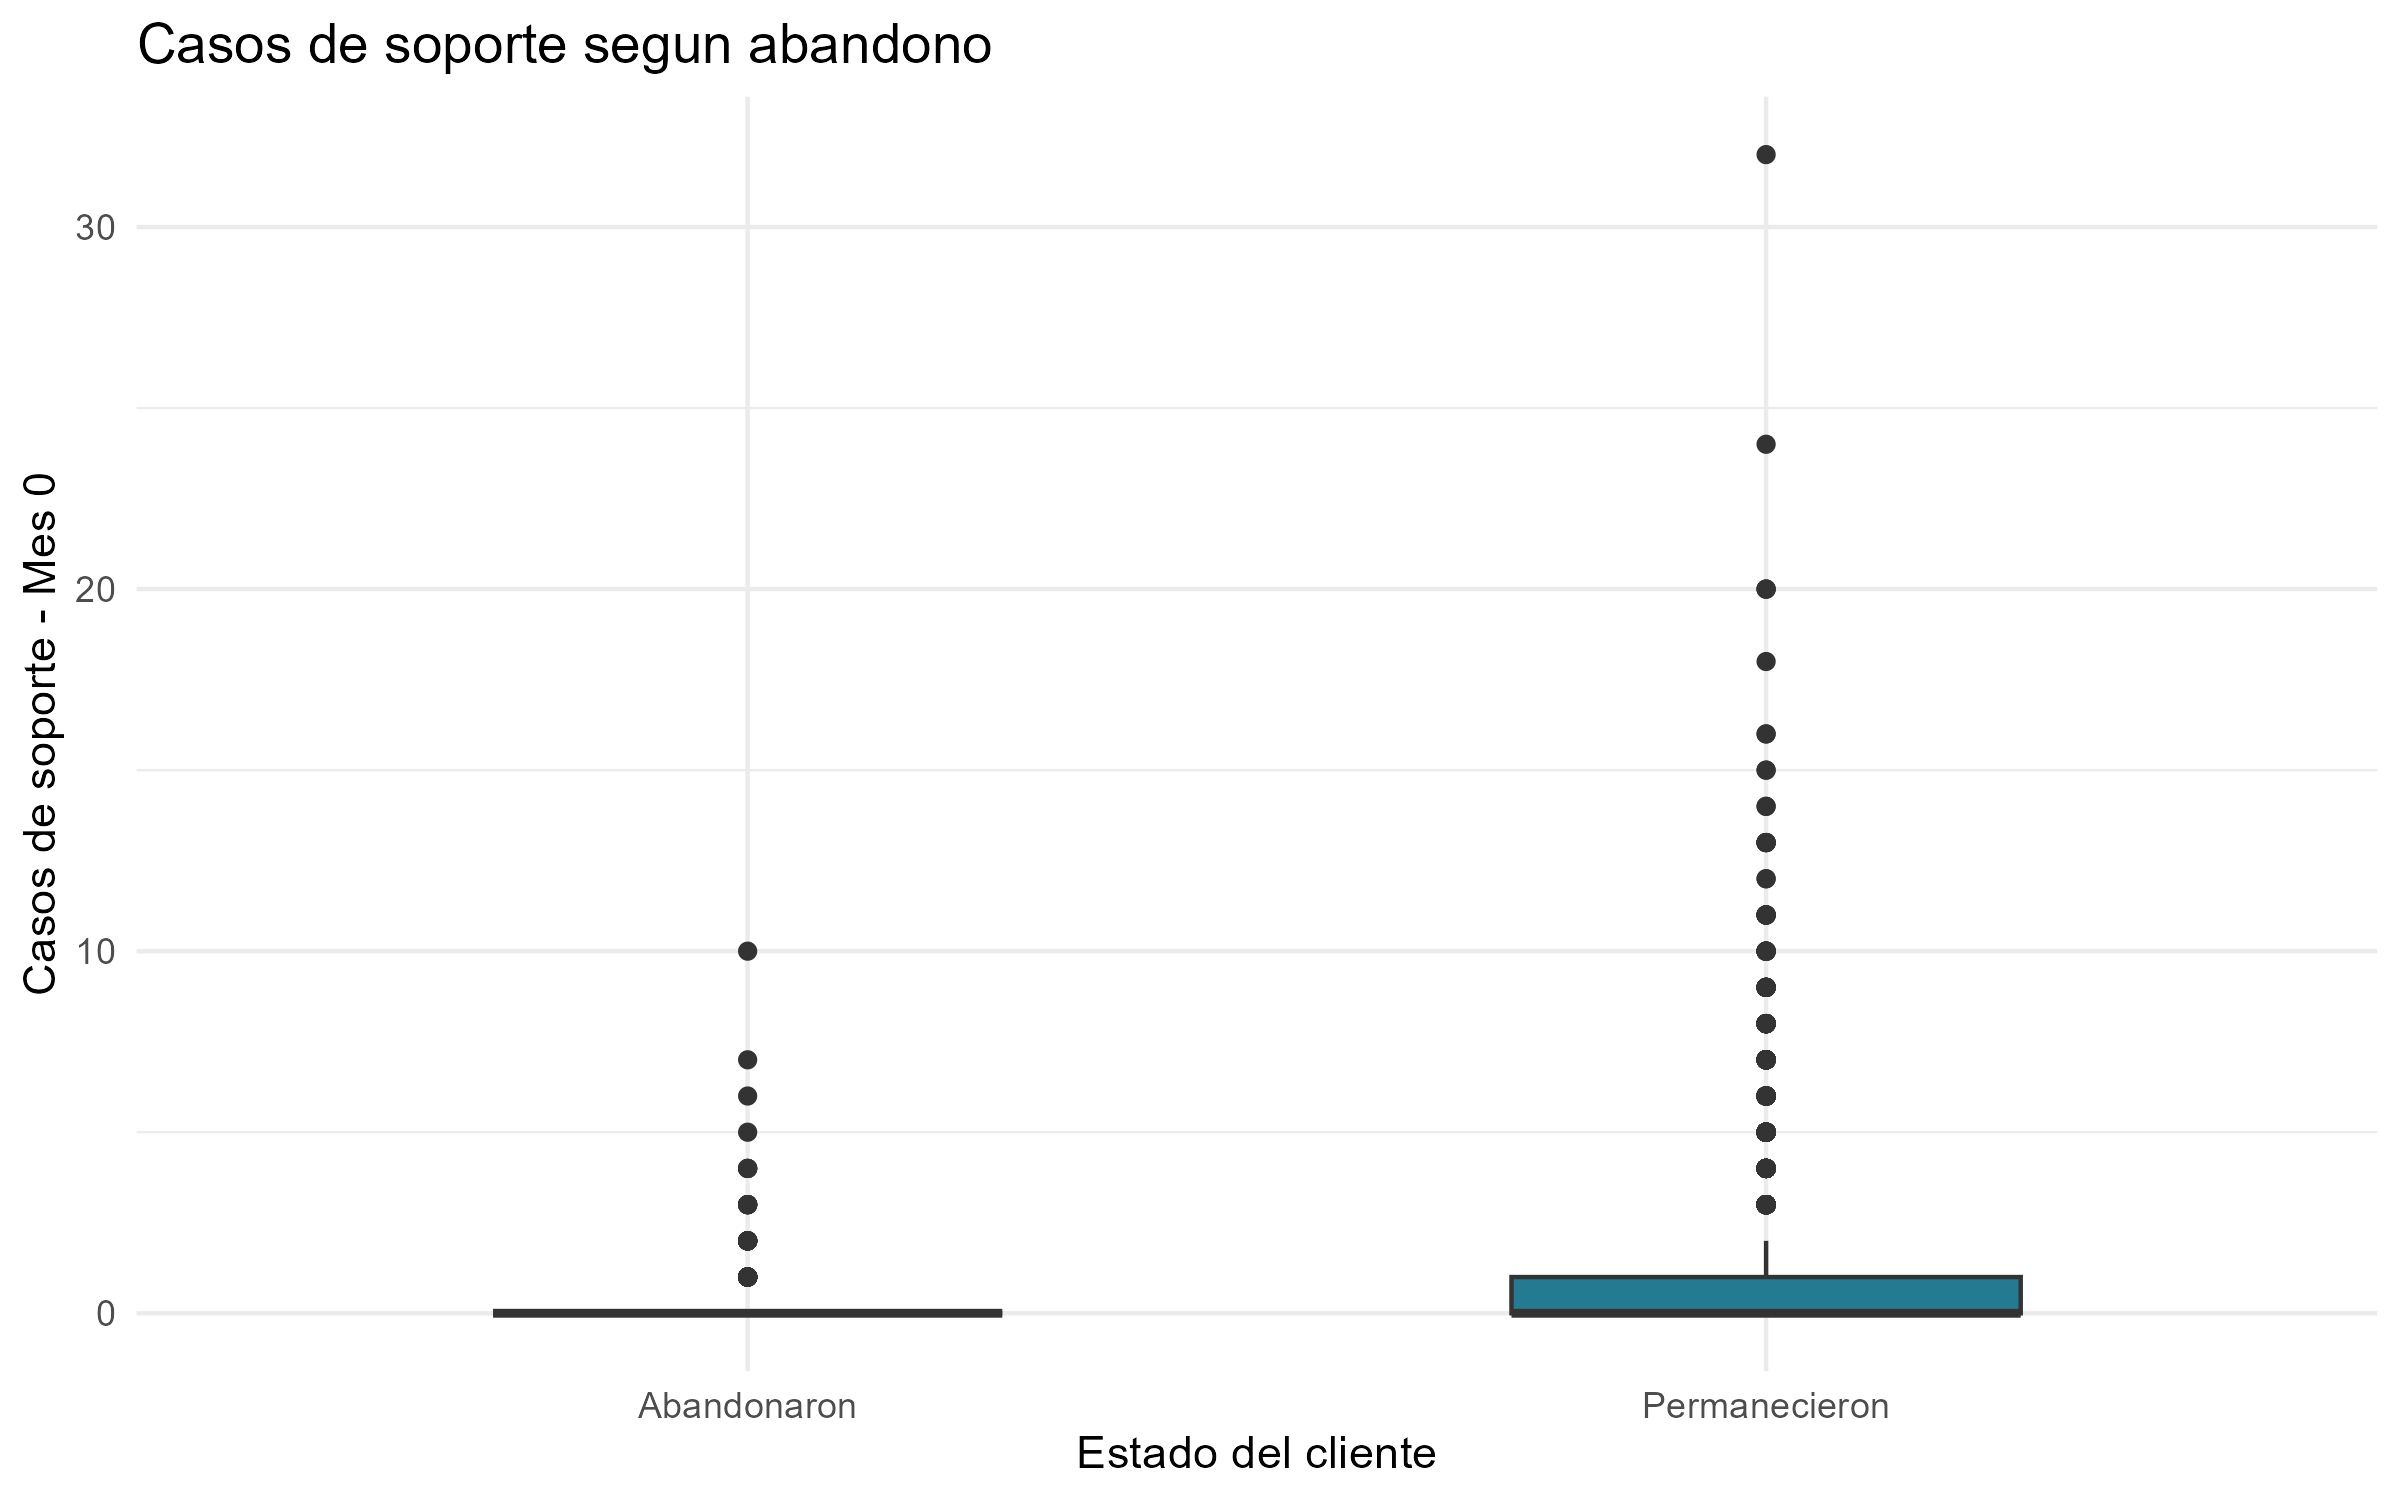 Casos de soporte segun abandono
Casos de soporte - Mes 0
30
20
10
0
Abandonaron
Permanecieron
Estado del cliente